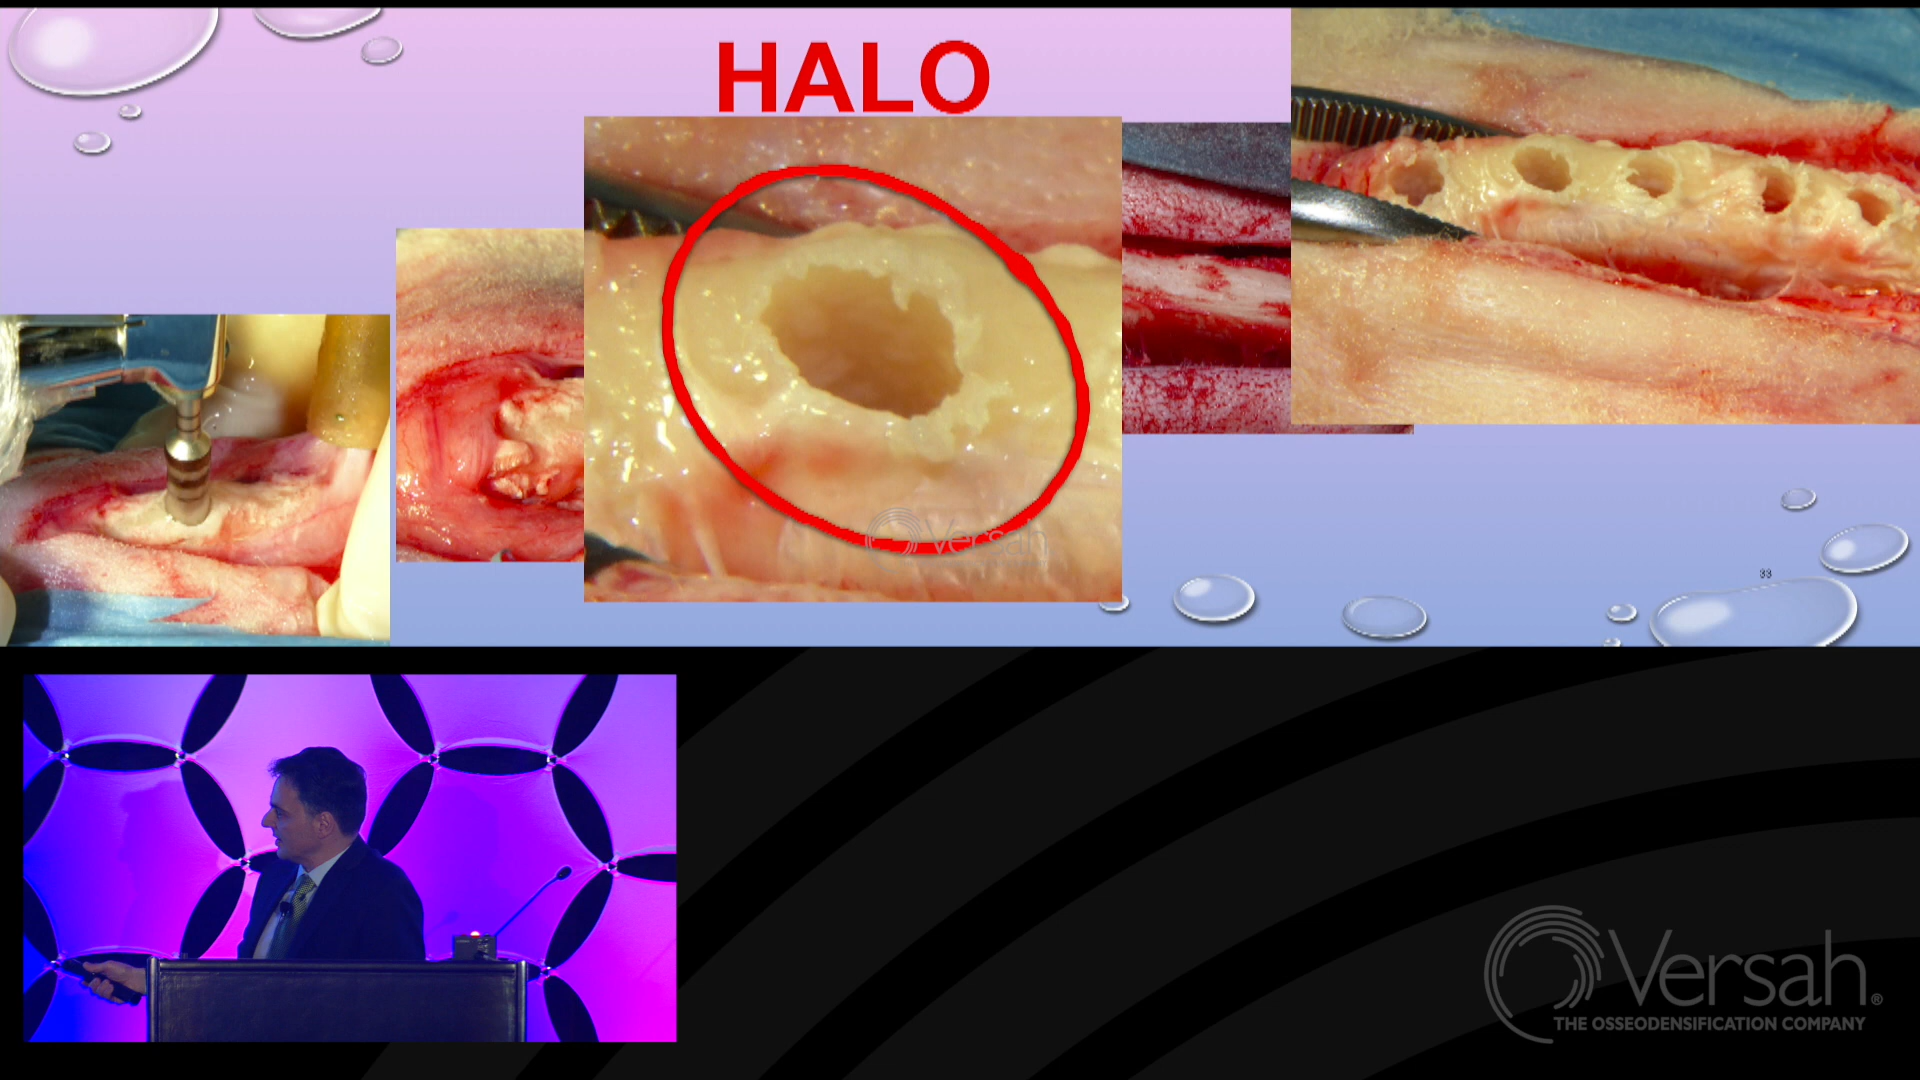 HALO
Versah
33
Versah®
THE OSSEODENSIFICATION COMPANY